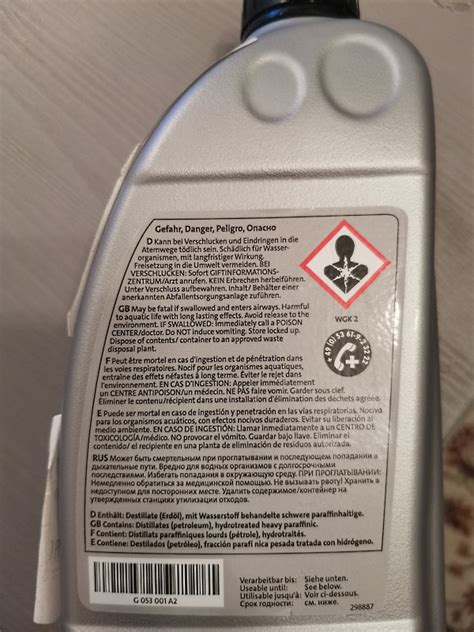 Gefahr, Danger, Peligro, Опасно
D Kann bei Verschlucken und Eindringen in die
Atemwege tödlich sein. Schädlich für Wasser-
organismen, mit langfristiger Wirkung.
Freisetzung in die Umwelt vermeiden. BEI
VERSCHLUCKEN: Sofort GIFTINFORMATIONS-
ZENTRUM/Arzt anrufen. KEIN Erbrechen herbeiführen.
Unter Verschluss aufbewahren. Inhalt/ Behälter einer
anerkannten Abfallentsorgungsanlage zuführen.
GB May be fatal if swallowed and enters airways. Harmful
to aquatic life with long lasting effects. Avoid release to the
environment. IF SWALLOWED: Immediately call a POISON
CENTER/doctor. Do NOT induce vomiting. Store locked up.
Dispose of contents/ container to an approved waste
disposal plant.
F Peut être mortel en cas d'ingestion et de pénétration dans
les voies respiratoires. Nocif pour les organismes aquatiques,
entraîne des effets néfastes à long terme. Éviter le rejet dans
l'environnement. EN CAS D'INGESTION: Appeler immédiatement
un CENTRE ANTIPOISON/un médecin. NE PAS faire vomir. Garder sous clef.
Éliminer le contenu/récipient dans une installation d'élimination des déchets agréée.
E Puede ser mortal en caso de ingestión y penetración en las vías respiratorias. Nociva
para los organismos acuáticos, con efectos nocivos duraderos. Evitar su liberación al
medio ambiente. EN CASO DE INGESTIÓN: Llamar inmediatamente a un CENTRO DE
TOXICOLOGÍA/médico. NO provocar el vómito. Guardar bajo llave. Eliminar el
contenido/ el recipiente en una planta de eliminación de residuos autorizada.
RUS Может быть смертельным при проглатывании и последующем попадании в
дыхательные пути. Вредно для водных организмов с долгосрочными
последствиями. Избегать попадания в окружающую среду. ПРИ ПРОГЛАТЫВАНИИ:
Немедленно обратиться за медицинской помощью. Не вызывать рвоту! Хранить в
недоступном для посторонних месте. Удалить содержимое/контейнер на
утвержденных станциях утилизации отходов.
D Enthält: Destillate (Erdöl), mit Wasserstoff behandelte schwere paraffinhaltige.
GB Contains: Distillates (petroleum), hydrotreated heavy paraffinic.
F Contient: Distillats paraffiniques lourds (pétrole), hydrotraités.
E Contiene: Destilados (petróleo), fracción parafí nica pesada tratada con hidrógeno.
WGK 2
G 053 001 A2
Verarbeitbar bis: Siehe unten.
Useable until: See below.
Utilisable jusqu'à: Voir ci-dessous.
Срок годности: см. ниже.
298887